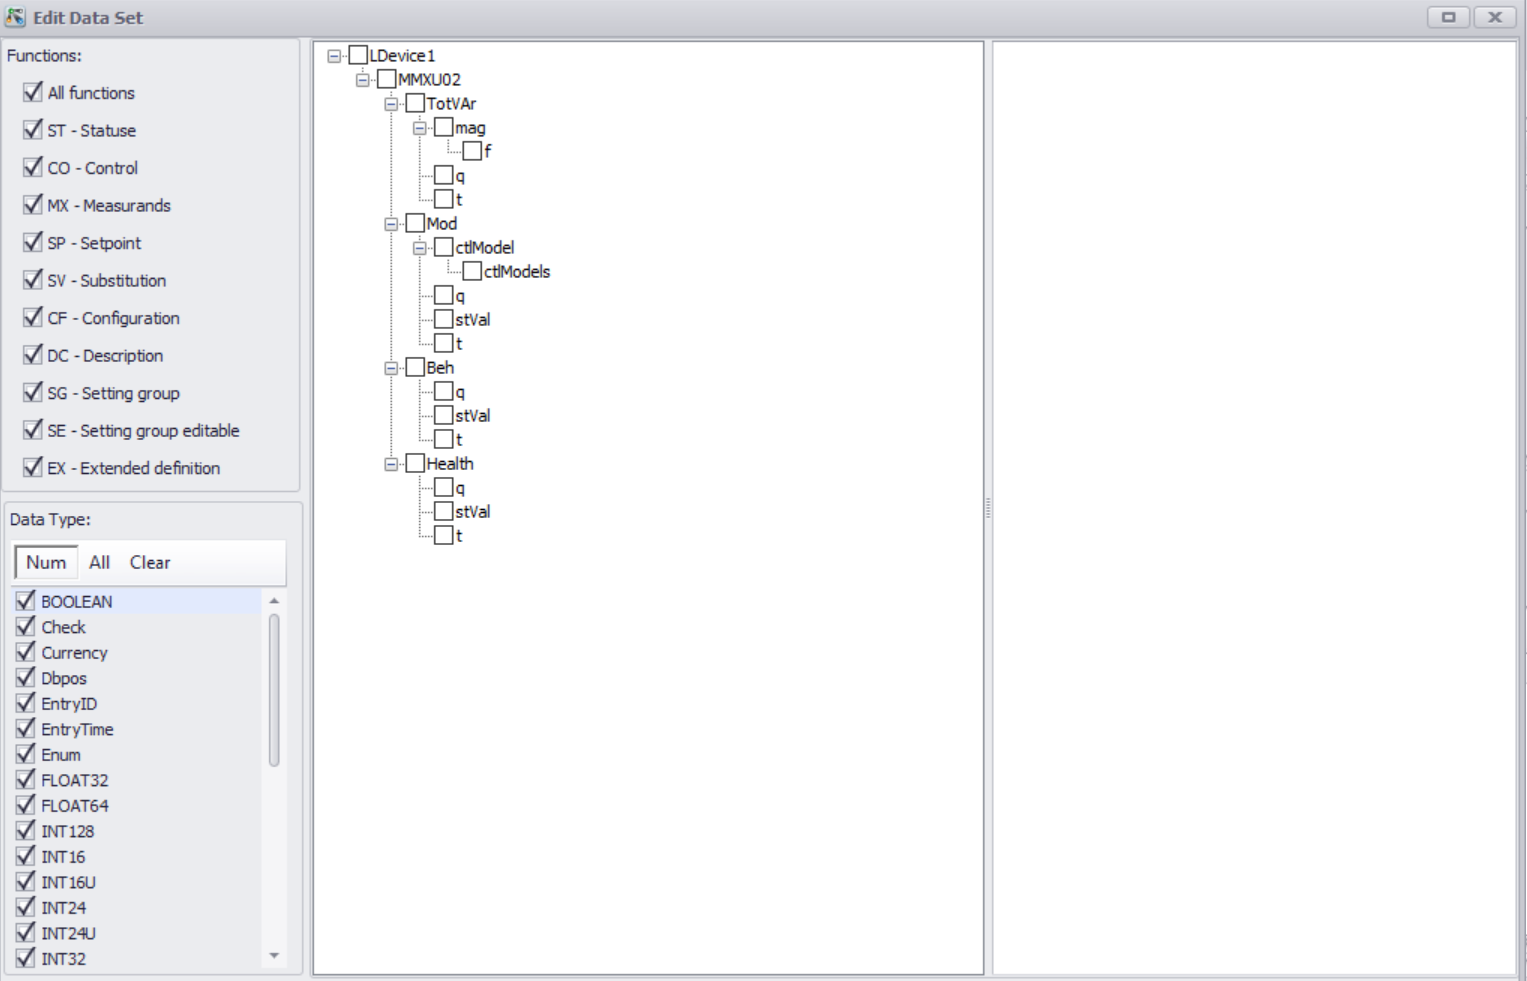 Edit Data Set
Functions:
All functions
ST - Statuse
CO - Control
MX - Measurands
SP - Setpoint
SV - Substitution
CF - Configuration
DC - Description
SG - Setting group
SE - Setting group editable
EX - Extended definition
Data Type:
Num All Clear
BOOLEAN
Check
Currency
Dbpos
EntryID
EntryTime
Enum
FLOAT32
FLOAT64
INT128
INT16
INT16U
INT24
INT24U
INT32
LDevice1
MMXU02
TotVAr
mag
f
q
t
Mod
ctlModel
ctlModels
q
stVal
t
Beh
q
stVal
t
Health
q
stVal
t